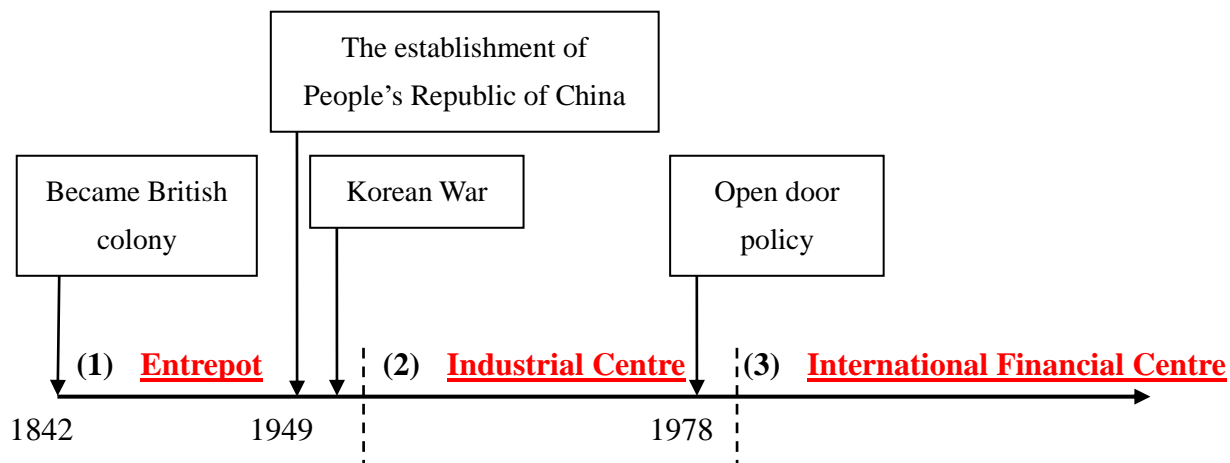 The establishment of
People’s Republic of China
Became British
colony
Korean War
Open door
policy
(1) Entrepot (2) Industrial Centre (3) International Financial Centre
1842 1949 1978